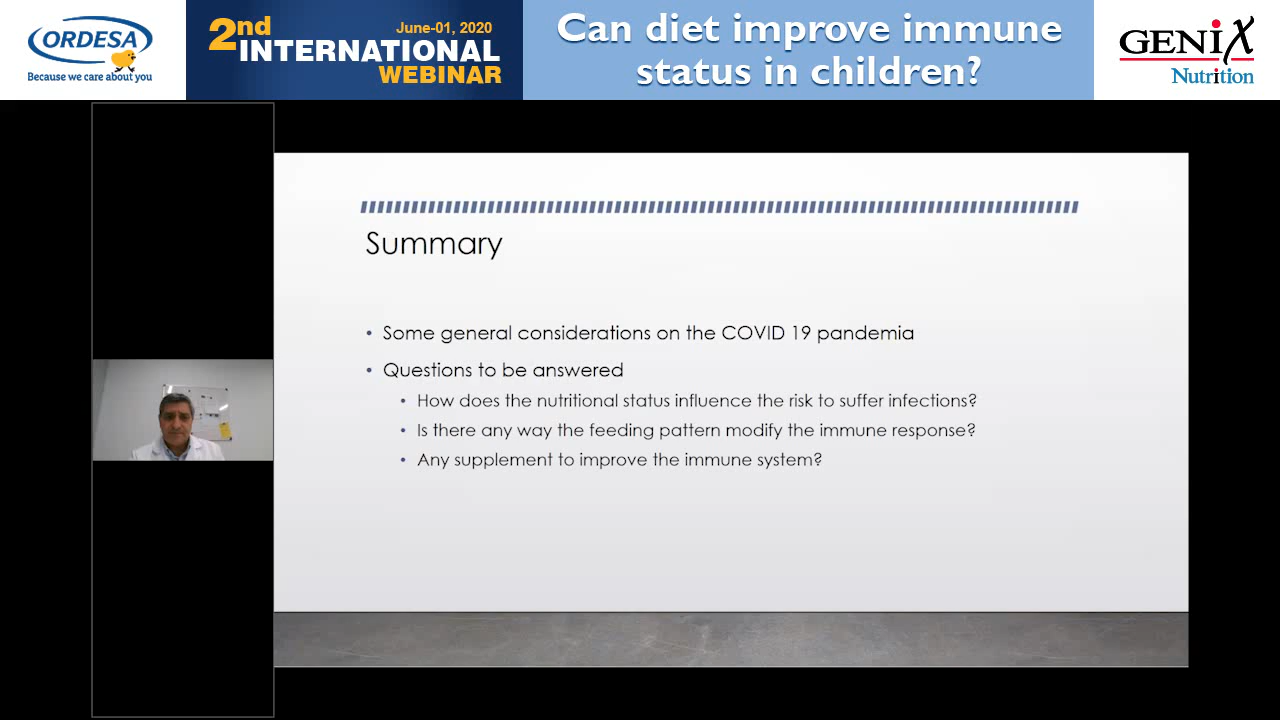 ORDESA
Because we care about you
2nd
June-01, 2020
INTERNATIONAL
WEBINAR
Can diet improve immune
status in children?
GENiX
Nutrition
Summary
• Some general considerations on the COVID 19 pandemia
• Questions to be answered
• How does the nutritional status influence the risk to suffer infections?
• Is there any way the feeding pattern modify the immune response?
• Any supplement to improve the immune system?